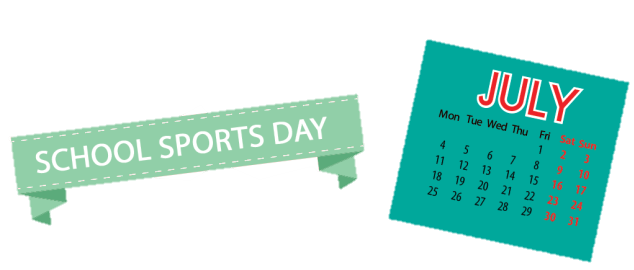 SCHOOL SPORTS DAY
JULY
Mon Tue Wed Thu Fri Sat Sun
1 2 3
4 5 6 7 8 9 10
11 12 13 14 15 16 17
18 19 20 21 22 23 24
25 26 27 28 29 30 31